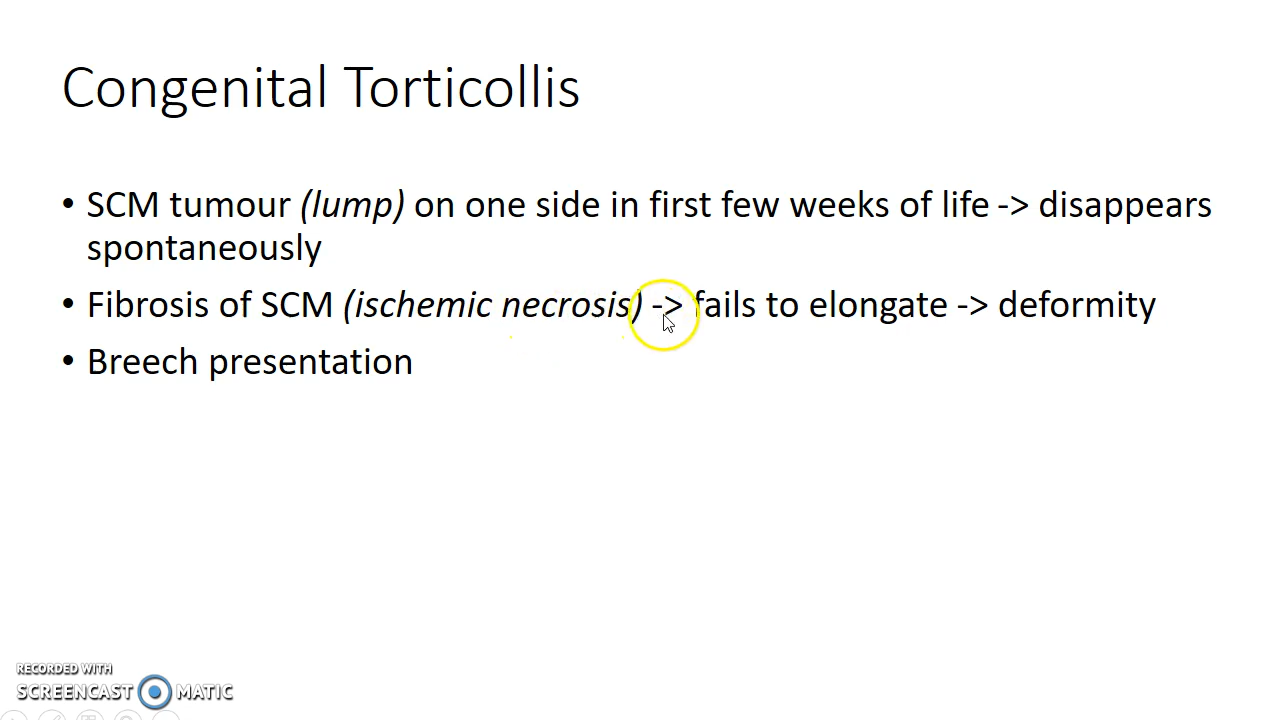 Congenital Torticollis
• SCM tumour (lump) on one side in first few weeks of life -> disappears
spontaneously
• Fibrosis of SCM (ischemic necrosis) -> fails to elongate -> deformity
• Breech presentation
RECORDED WITH
SCREENCAST MATIC